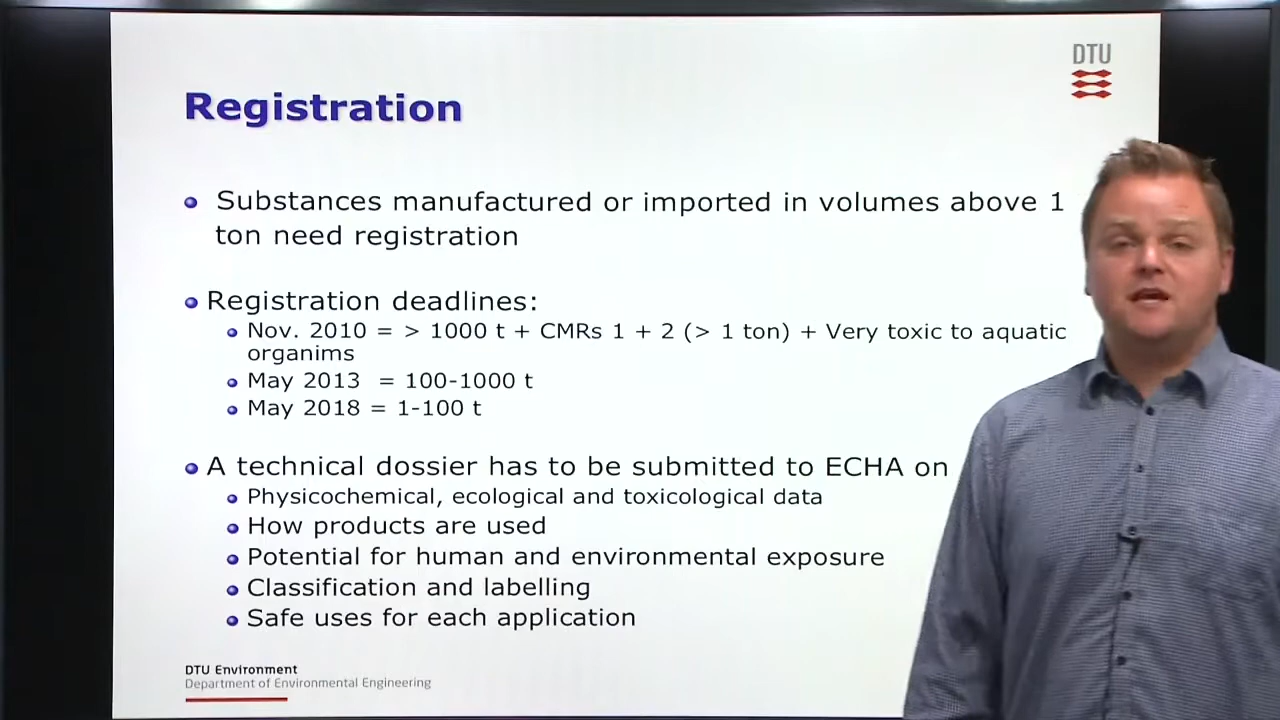 DTU
Registration
Substances manufactured or imported in volumes above 1
ton need registration
Registration deadlines:
Nov. 2010 = > 1000 t + CMRs 1 + 2 (> 1 ton) + Very toxic to aquatic
organims
May 2013 = 100-1000 t
May 2018 = 1-100 t
A technical dossier has to be submitted to ECHA on
Physicochemical, ecological and toxicological data
How products are used
Potential for human and environmental exposure
Classification and labelling
Safe uses for each application
DTU Environment
Department of Environmental Engineering